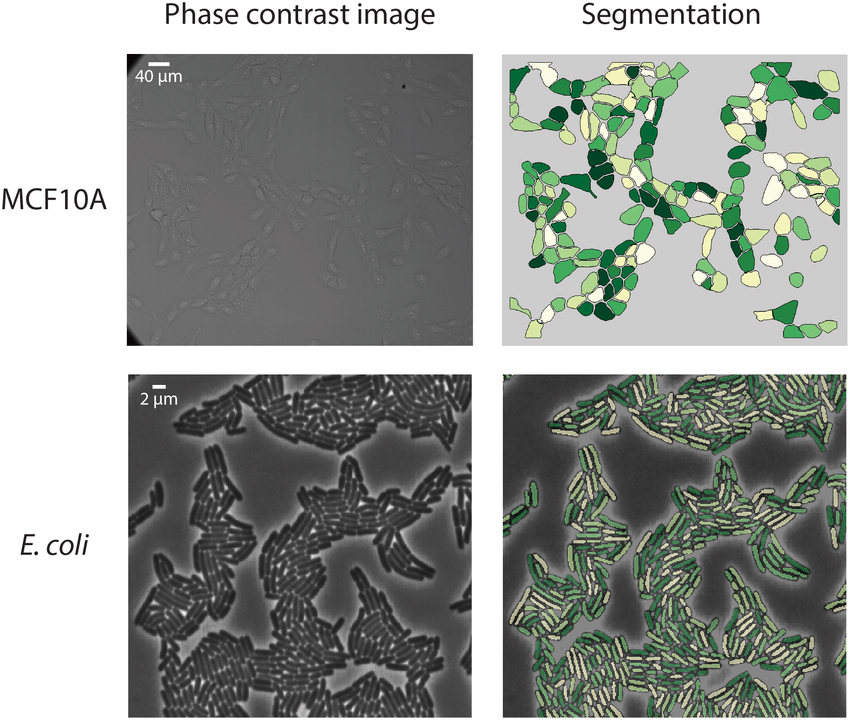 Phase contrast image
Segmentation
40 μm
MCF10A
2 μm
E. coli